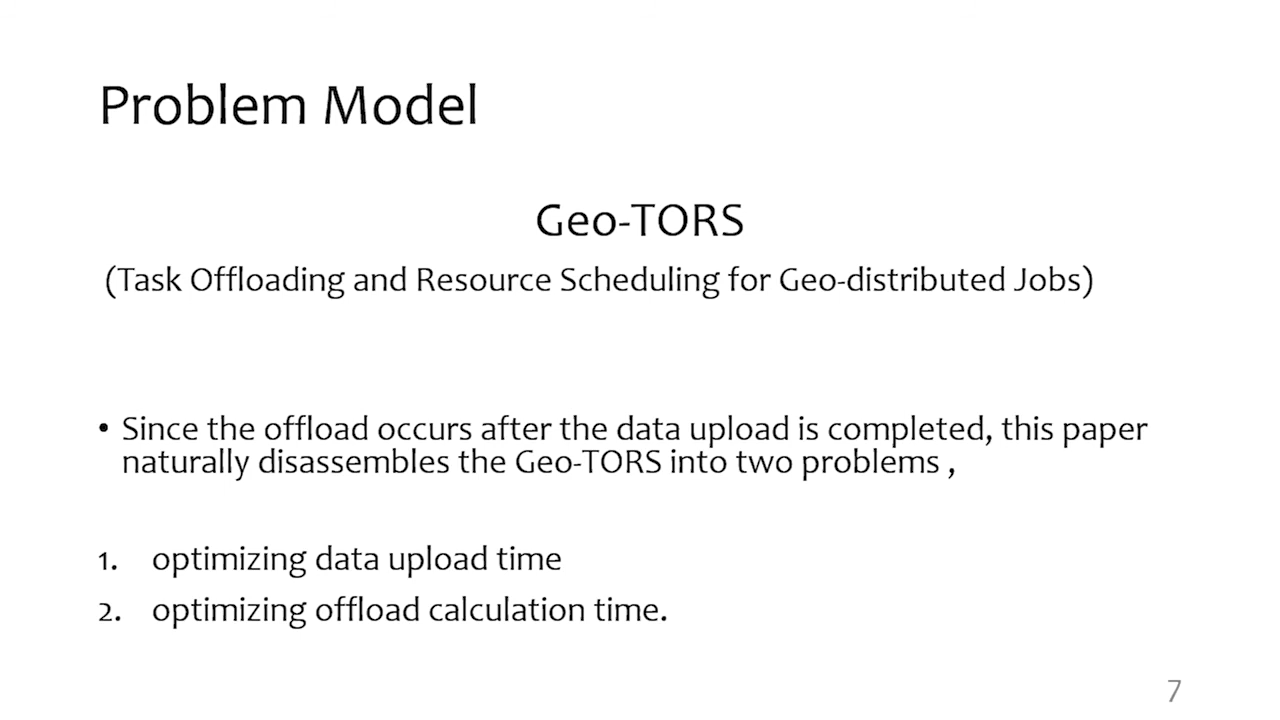 Problem Model
Geo-TORS
(Task Offloading and Resource Scheduling for Geo-distributed Jobs)
• Since the offload occurs after the data upload is completed, this paper
naturally disassembles the Geo-TORS into two problems ,
1. optimizing data upload time
2. optimizing offload calculation time.
7